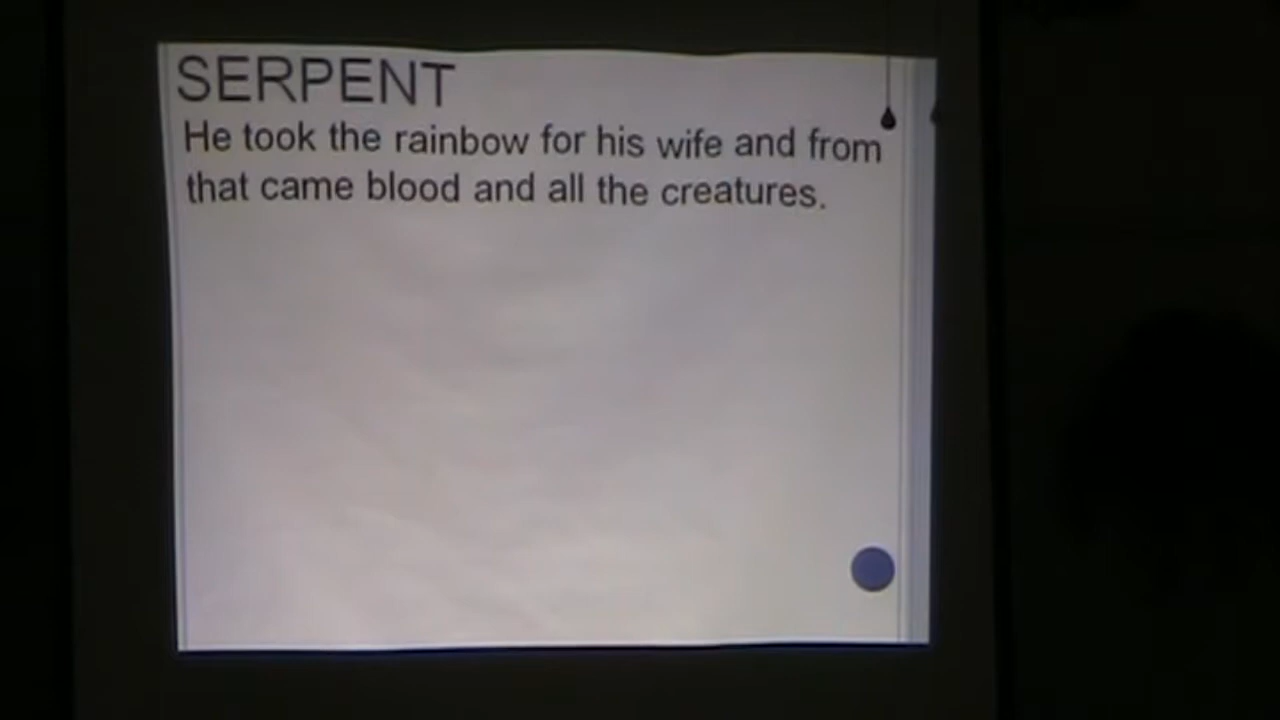 SERPENT
He took the rainbow for his wife and from
that came blood and all the creatures.